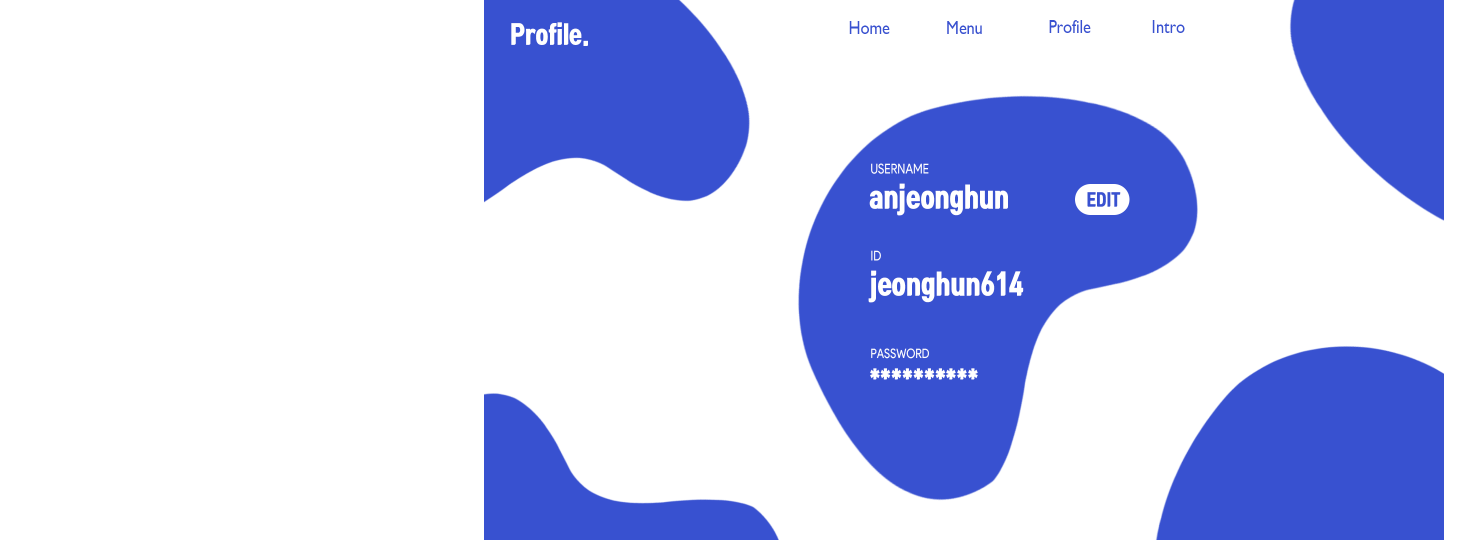 Profile.
Home Menu Profile Intro
USERNAME
anjeonghun
EDIT
ID
jeonghun614
PASSWORD
**********